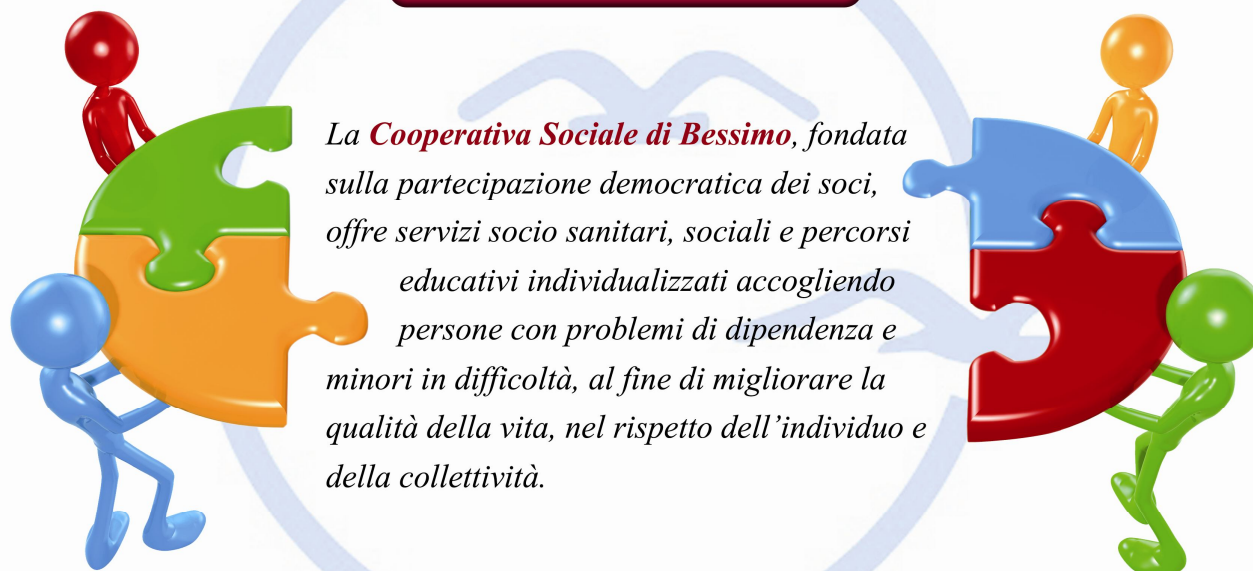 La Cooperativa Sociale di Bessimo, fondata
sulla partecipazione democratica dei soci,
offre servizi socio sanitari, sociali e percorsi
educativi individualizzati accogliendo
persone con problemi di dipendenza e
minori in difficoltà, al fine di migliorare la
qualità della vita, nel rispetto dell’individuo e
della collettività.